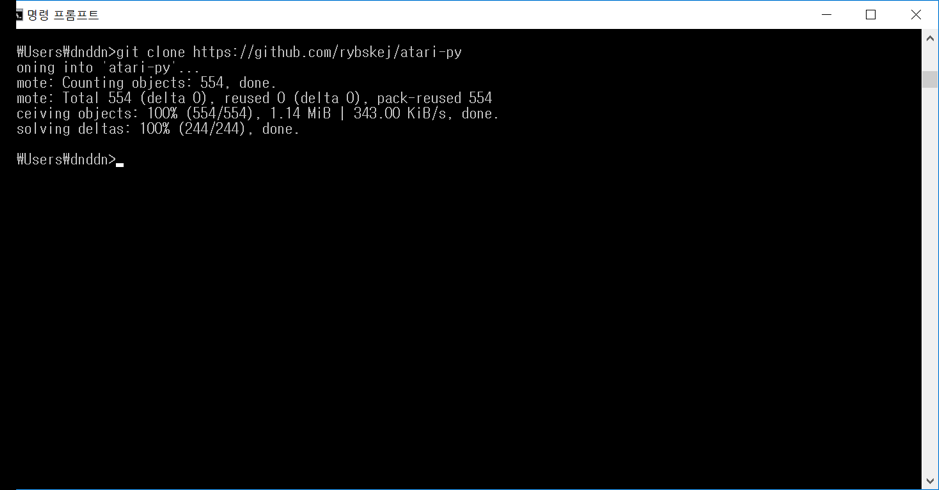 명령 프롬프트
₩Users₩dnddn>git clone https://github.com/rybskej/atari-py
oning into 'atari-py'...
mote: Counting objects: 554, done.
mote: Total 554 (delta 0), reused 0 (delta 0), pack-reused 554
ceiving objects: 100% (554/554), 1.14 MiB | 343.00 KiB/s, done.
solving deltas: 100% (244/244), done.
₩Users₩dnddn>